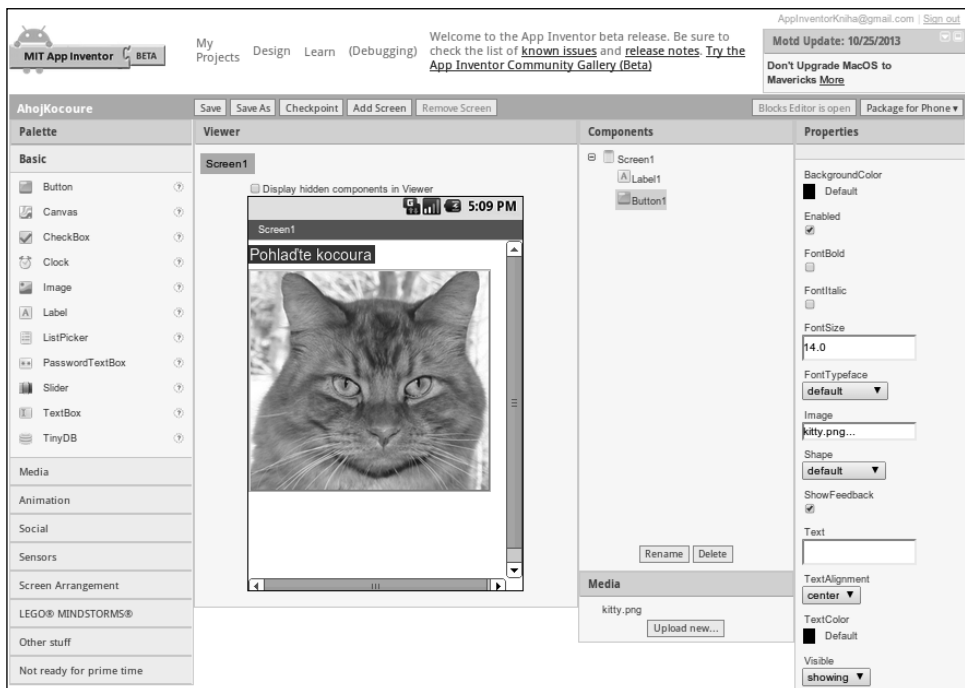 AppInventorKniha@gmail.com | Sign out
MIT App Inventor BETA
My Projects
Design
Learn
(Debugging)
Welcome to the App Inventor beta release. Be sure to
check the list of known issues and release notes. Try the
App Inventor Community Gallery (Beta)
Motd Update: 10/25/2013
Don't Upgrade MacOS to
Mavericks More
AhojKocoure
Save
Save As
Checkpoint
Add Screen
Remove Screen
Blocks Editor is open
Package for Phone
Palette
Basic
Button
Canvas
CheckBox
Clock
Image
Label
ListPicker
PasswordTextBox
Slider
TextBox
TinyDB
Media
Animation
Social
Sensors
Screen Arrangement
LEGO® MINDSTORMS®
Other stuff
Not ready for prime time
Viewer
Screen1
Display hidden components in Viewer
5:09 PM
Screen1
Pohlaďte kocoura
Components
Screen1
Label1
Button1
Rename
Delete
Media
kitty.png
Upload new...
Properties
BackgroundColor
Default
Enabled
FontBold
FontItalic
FontSize
14.0
FontTypeface
default
Image
kitty.png...
Shape
default
ShowFeedback
Text
TextAlignment
center
TextColor
Default
Visible
showing